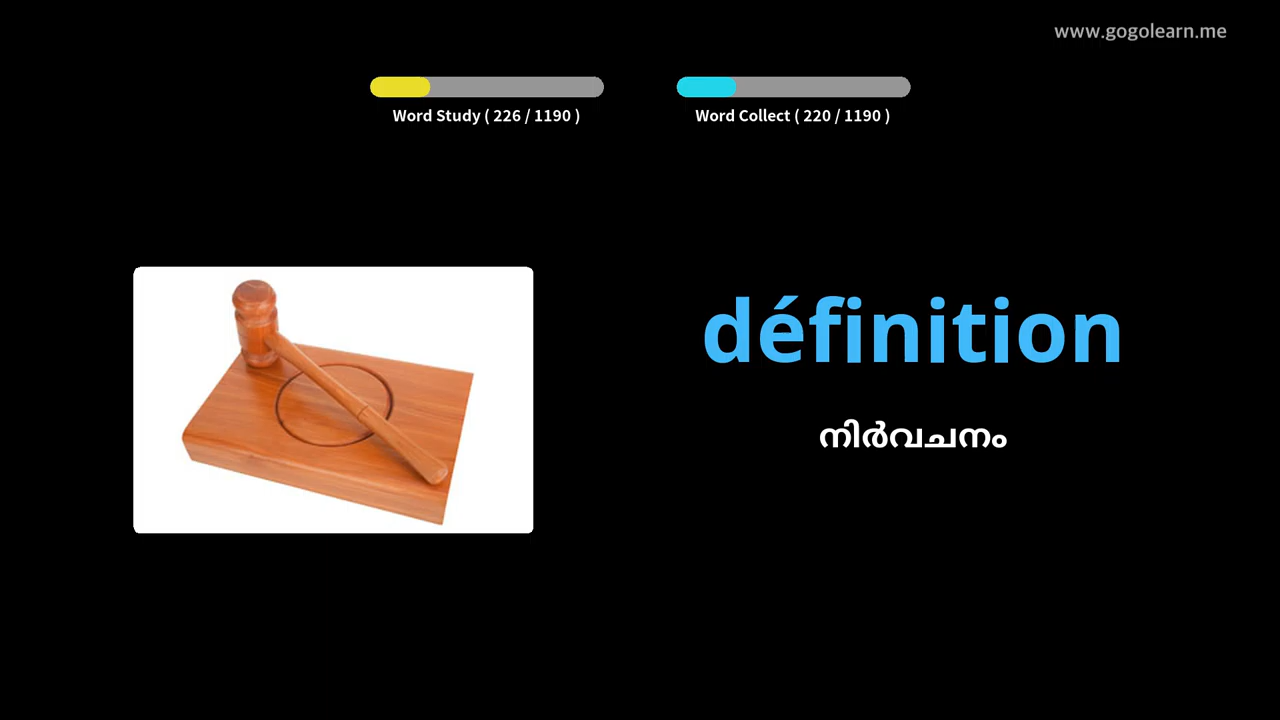 www.gogolearn.me
Word Study ( 226 / 1190 )
Word Collect ( 220 / 1190 )
définition
നിർവചനം